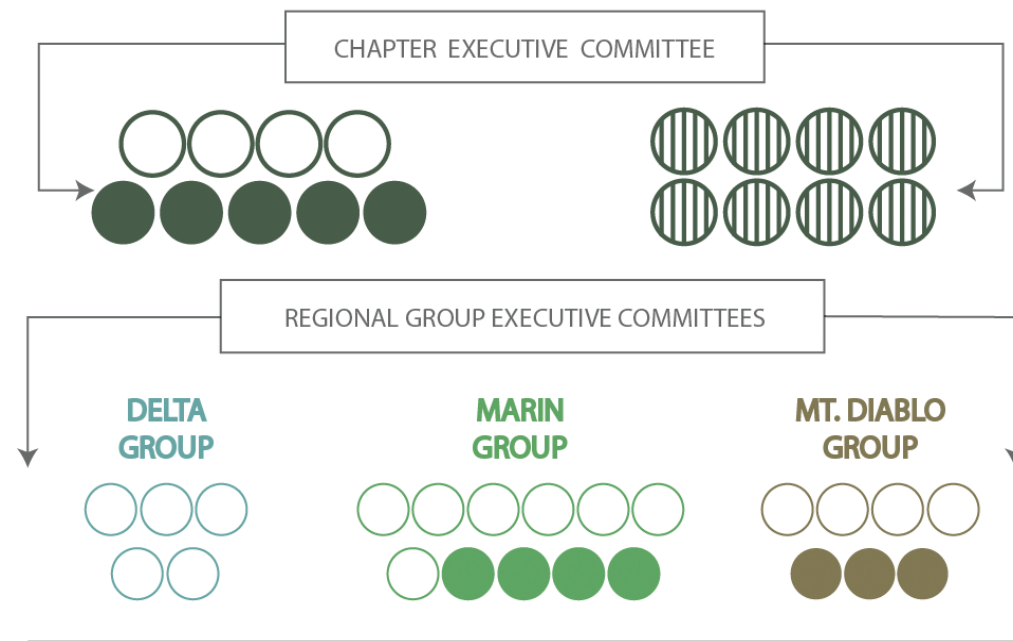 CHAPTER EXECUTIVE COMMITTEE
REGIONAL GROUP EXECUTIVE COMMITTEES
DELTA
GROUP
MARIN
GROUP
MT. DIABLO
GROUP